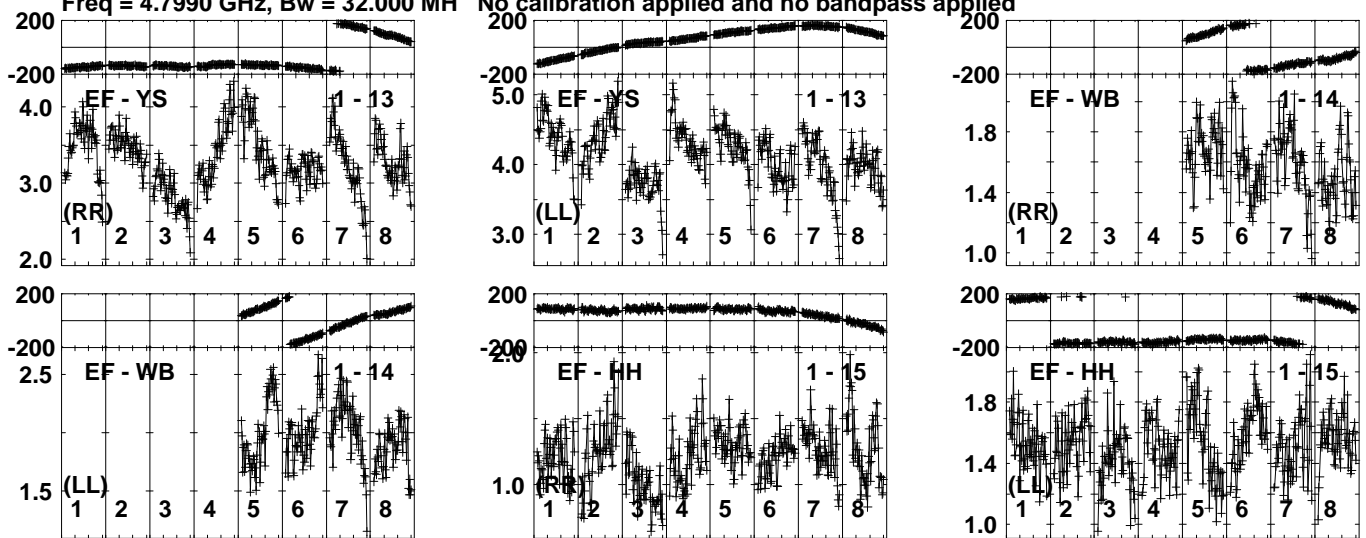 Freq = 4.7990 GHz, Bw = 32.000 MH No calibration applied and no bandpass applied
200
-200
EF - YS 1 - 13
4.0
3.0
2.0
(RR)
1 2 3 4 5 6 7 8
EF - YS 1 - 13
5.0
4.0
3.0
(LL)
1 2 3 4 5 6 7 8
200
-200
EF - WB 1 - 14
1.8
1.4
1.0
(RR)
1 2 3 4 5 6 7 8
200
-200
EF - WB 1 - 14
2.5
1.5
(LL)
1 2 3 4 5 6 7 8
200
-200
2.0
EF - HH 1 - 15
1.0
(RR)
1 2 3 4 5 6 7 8
200
-200
EF - HH 1 - 15
1.8
1.4
1.0
(LL)
1 2 3 4 5 6 7 8